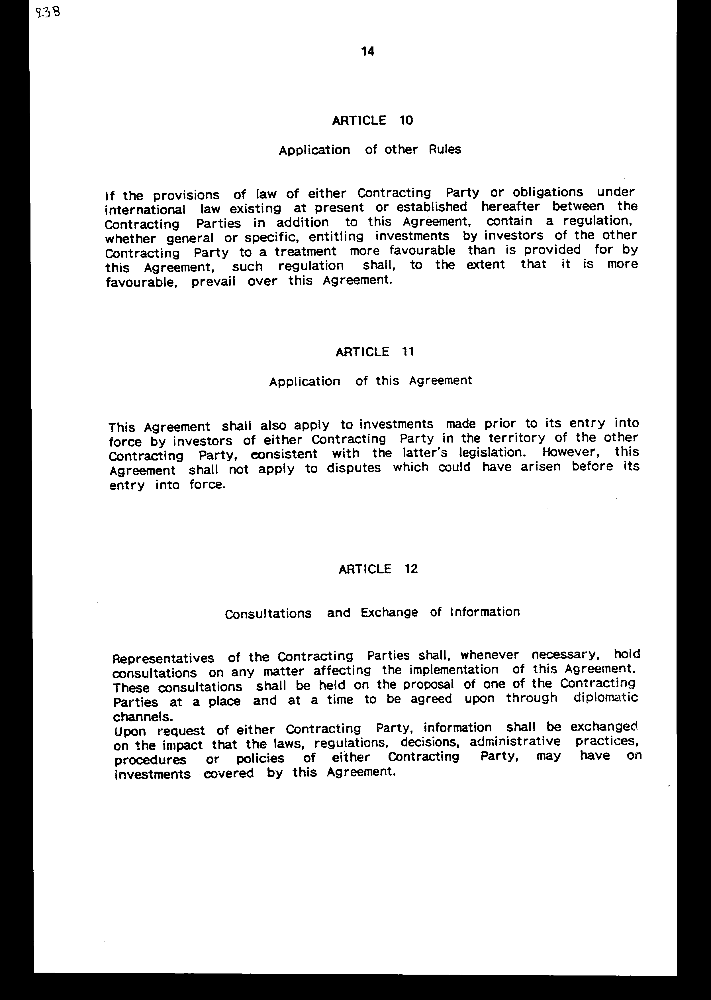 238
14
ARTICLE 10
Application of other Rules
If the provisions of law of either Contracting Party or obligations under
international law existing at present or established hereafter between the
Contracting Parties in addition to this Agreement, contain a regulation,
whether general or specific, entitling investments by investors of the other
Contracting Party to a treatment more favourable than is provided for by
this Agreement, such regulation shall, to the extent that it is more
favourable, prevail over this Agreement.
ARTICLE 11
Application of this Agreement
This Agreement shall also apply to investments made prior to its entry into
force by investors of either Contracting Party in the territory of the other
Contracting Party, consistent with the latter's legislation. However, this
Agreement shall not apply to disputes which could have arisen before its
entry into force.
ARTICLE 12
Consultations and Exchange of Information
Representatives of the Contracting Parties shall, whenever necessary, hold
consultations on any matter affecting the implementation of this Agreement.
These consultations shall be held on the proposal of one of the Contracting
Parties at a place and at a time to be agreed upon through diplomatic
channels.
Upon request of either Contracting Party, information shall be exchanged
on the impact that the laws, regulations, decisions, administrative practices,
procedures or policies of either Contracting Party, may have on
investments covered by this Agreement.